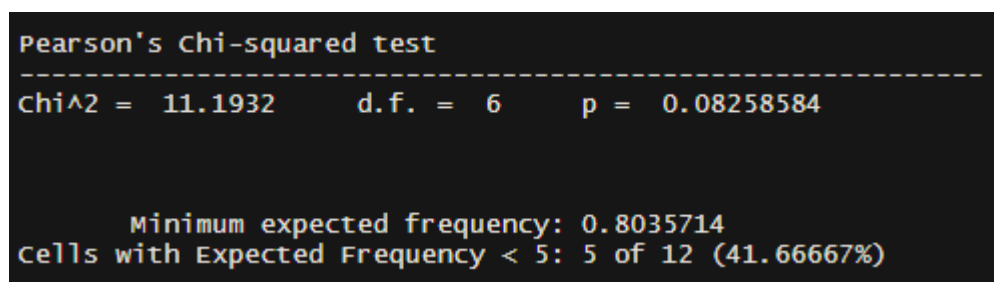 Pearson's Chi-squared test
------------------------------------------------------------
Chi^2 =  11.1932     d.f. =  6     p =  0.08258584
Minimum expected frequency: 0.8035714
Cells with Expected Frequency < 5: 5 of 12 (41.66667%)